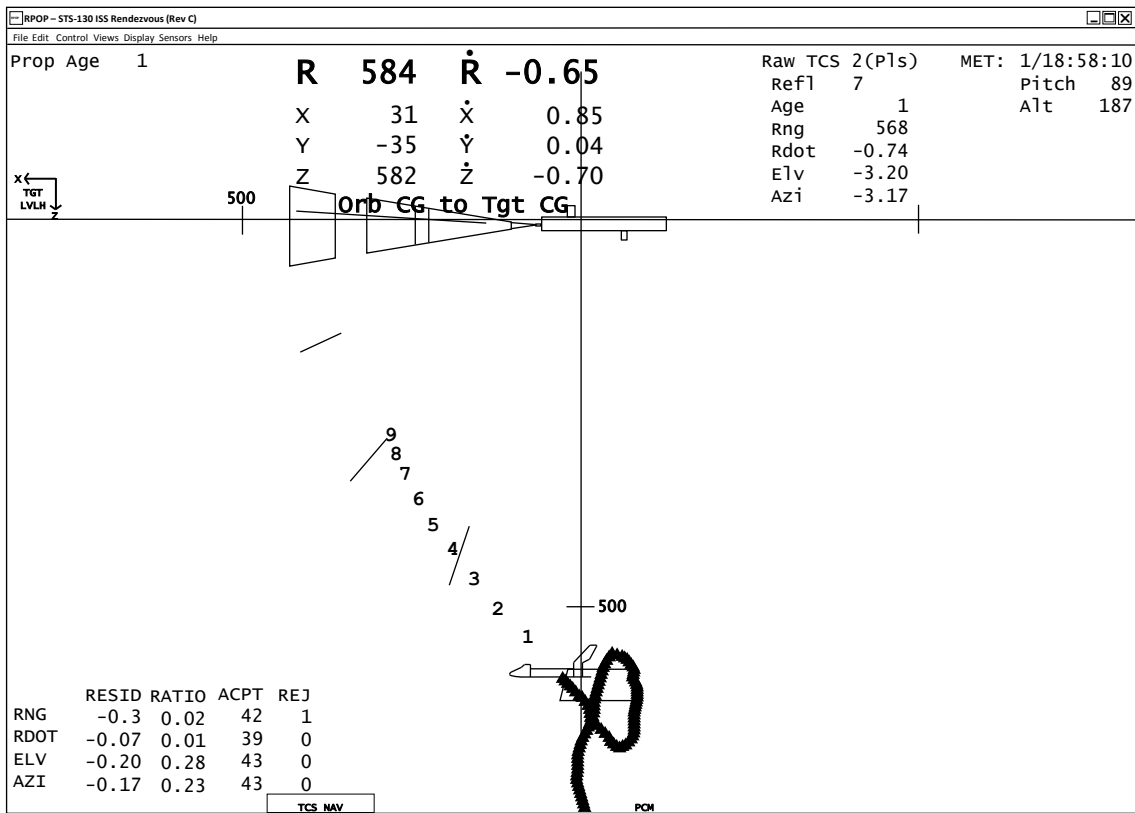 RPOP – STS-130 ISS Rendezvous (Rev C)
File Edit Control Views Display Sensors Help
Prop Age 1
R 584 Ṙ -0.65
X 31 Ẋ 0.85
Y -35 Ẏ 0.04
Z 582 Ż -0.70
Orb CG to Tgt CG
Raw TCS 2(Pls)
Refl 7
Age 1
Rng 568
Rdot -0.74
Elv -3.20
Azi -3.17
MET: 1/18:58:10
Pitch 89
Alt 187
X
TGT
LVLH
Z
500
9
8
7
6
5
4
3
2
500
1
RESID RATIO ACPT REJ
RNG -0.3 0.02 42 1
RDOT -0.07 0.01 39 0
ELV -0.20 0.28 43 0
AZI -0.17 0.23 43 0
TCS NAV
PCM